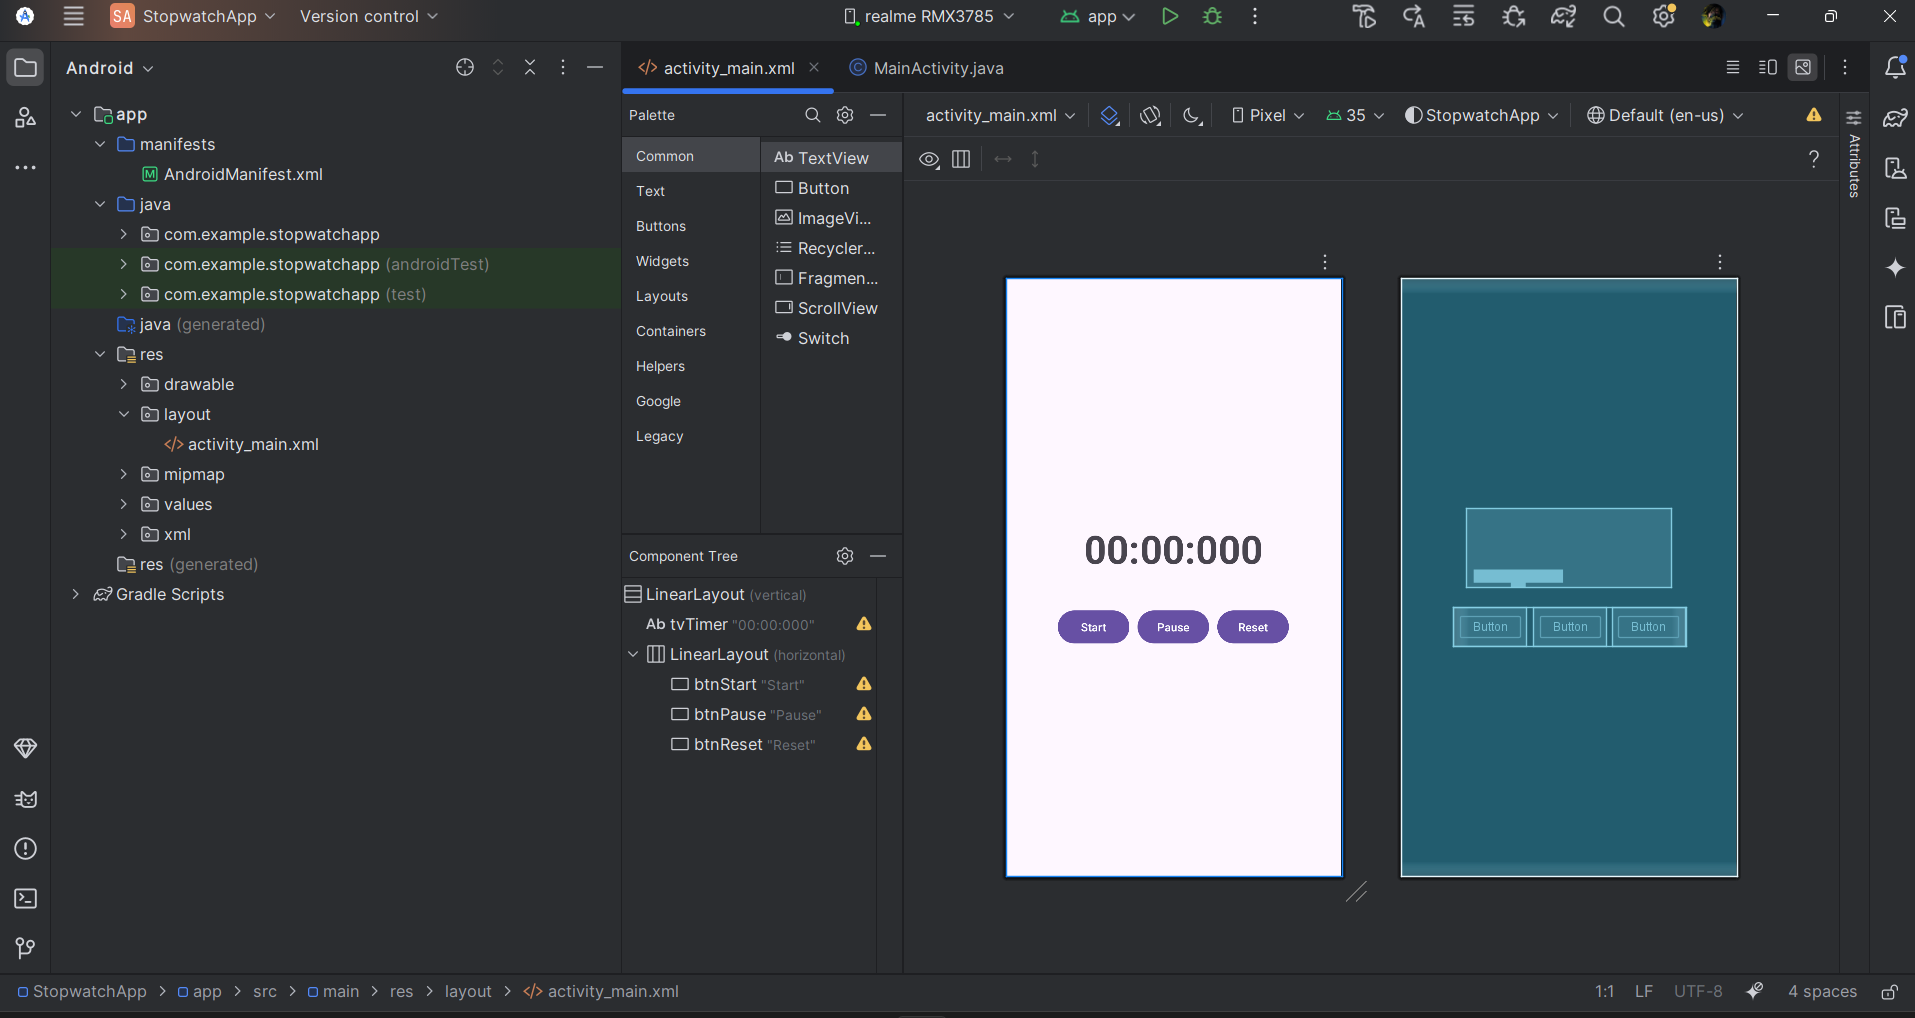 SA StopwatchApp Version control realme RMX3785 app
Android
app
manifests
AndroidManifest.xml
java
com.example.stopwatchapp
com.example.stopwatchapp (androidTest)
com.example.stopwatchapp (test)
java (generated)
res
drawable
layout
activity_main.xml
mipmap
values
xml
res (generated)
Gradle Scripts
activity_main.xml MainActivity.java
Palette
Common
Text
Buttons
Widgets
Layouts
Containers
Helpers
Google
Legacy
Ab TextView
Button
ImageVi...
Recycler...
Fragmen...
ScrollView
Switch
Component Tree
LinearLayout (vertical)
Ab tvTimer "00:00:000"
LinearLayout (horizontal)
btnStart "Start"
btnPause "Pause"
btnReset "Reset"
activity_main.xml Pixel 35 StopwatchApp Default (en-us)
?
Attributes
00:00:000
Start Pause Reset
Button Button Button
StopwatchApp > app > src > main > res > layout > activity_main.xml
1:1 LF UTF-8 4 spaces